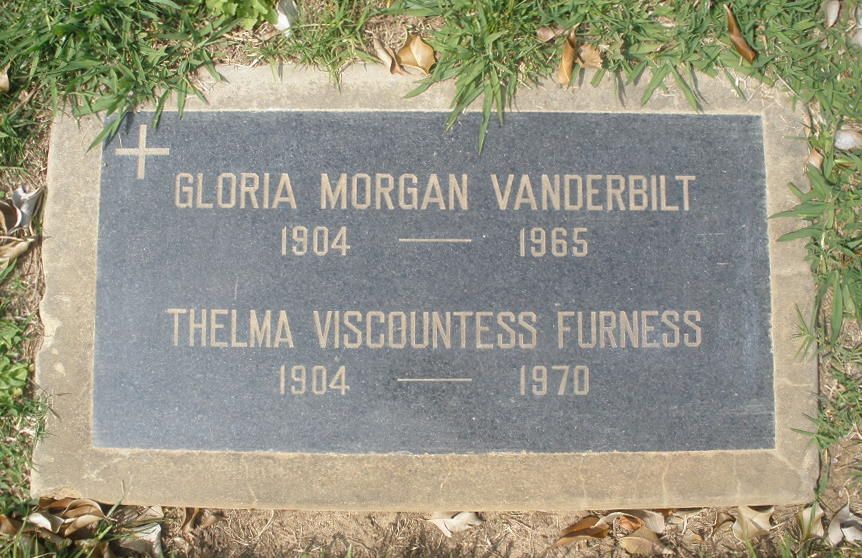 GLORIA MORGAN VANDERBILT
1904 — 1965
THELMA VISCOUNTESS FURNESS
1904 — 1970